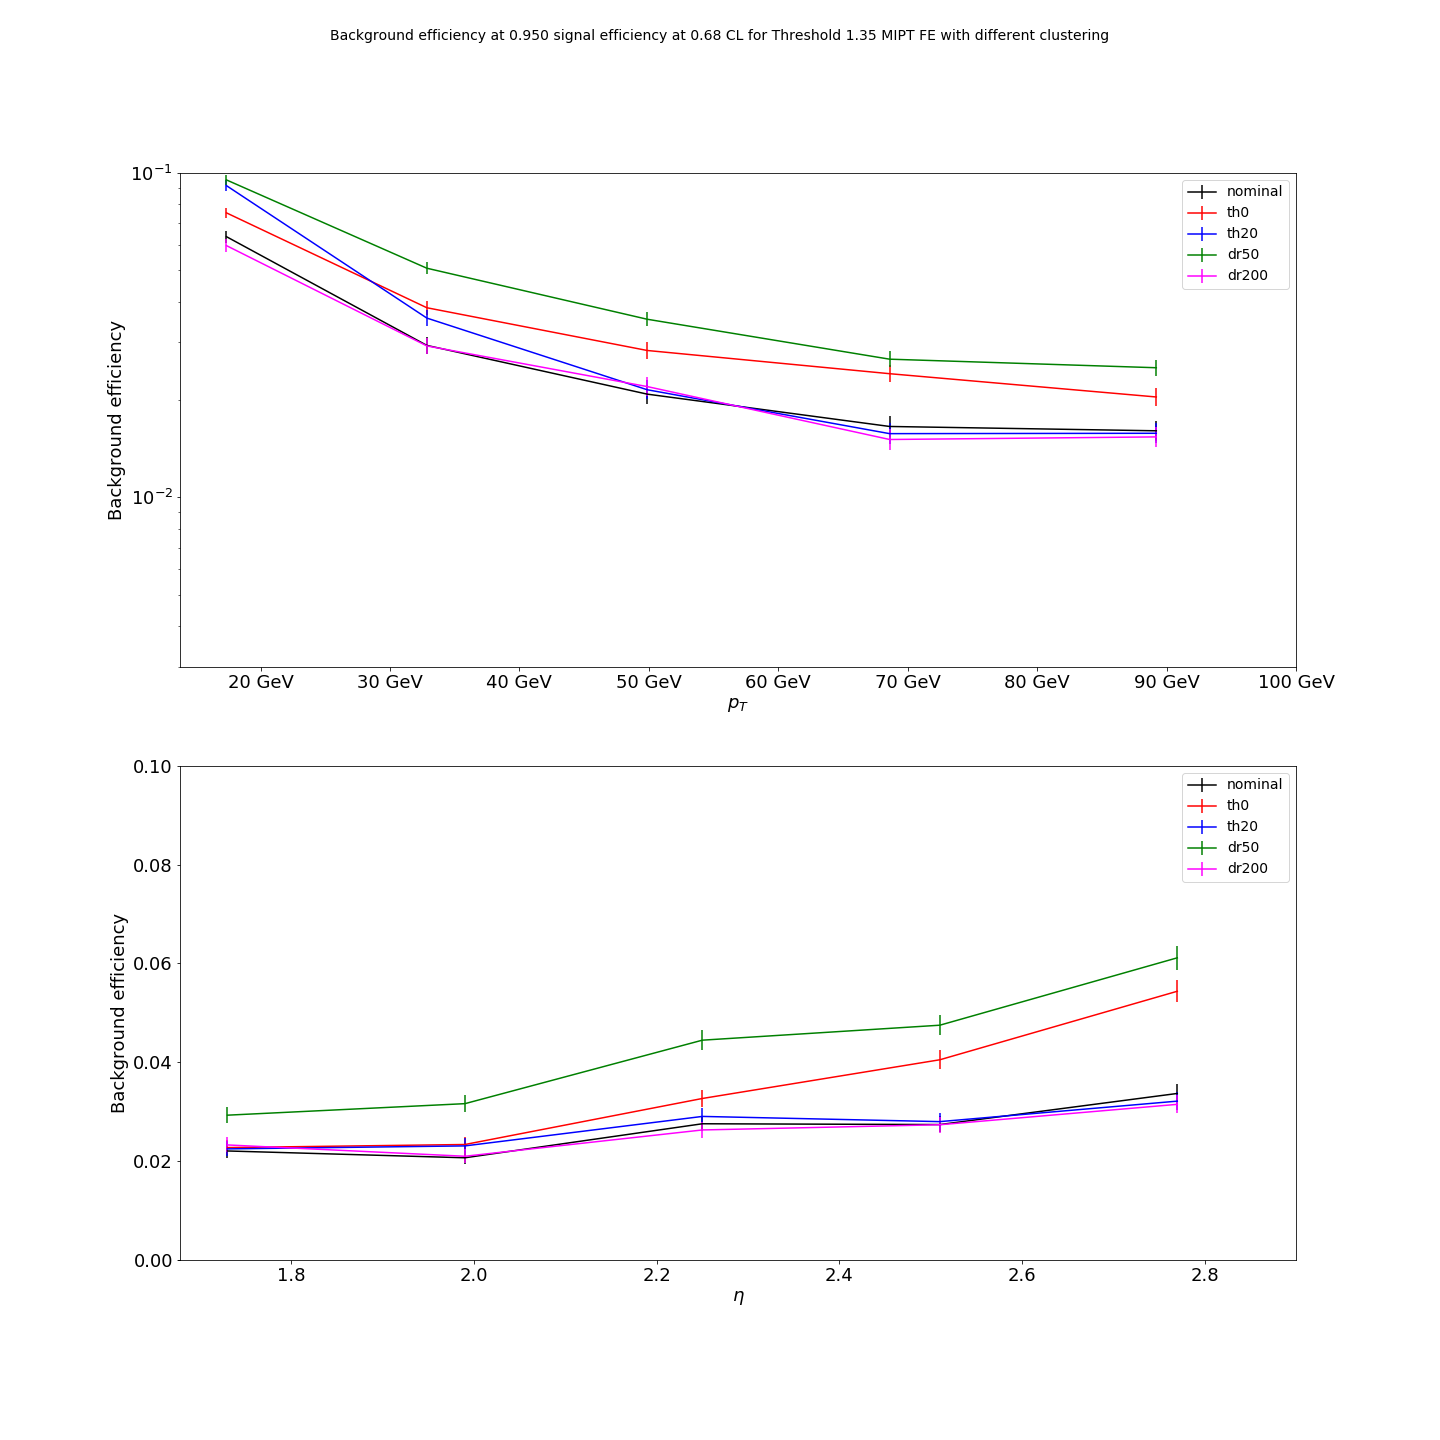 Background efficiency at 0.950 signal efficiency at 0.68 CL for Threshold 1.35 MIPT FE with different clustering
10⁻¹
10⁻²
Background efficiency
nominal
th0
th20
dr50
dr200
20 GeV 30 GeV 40 GeV 50 GeV 60 GeV 70 GeV 80 GeV 90 GeV 100 GeV
p_T
0.10
0.08
0.06
0.04
0.02
0.00
Background efficiency
nominal
th0
th20
dr50
dr200
1.8 2.0 2.2 2.4 2.6 2.8
η